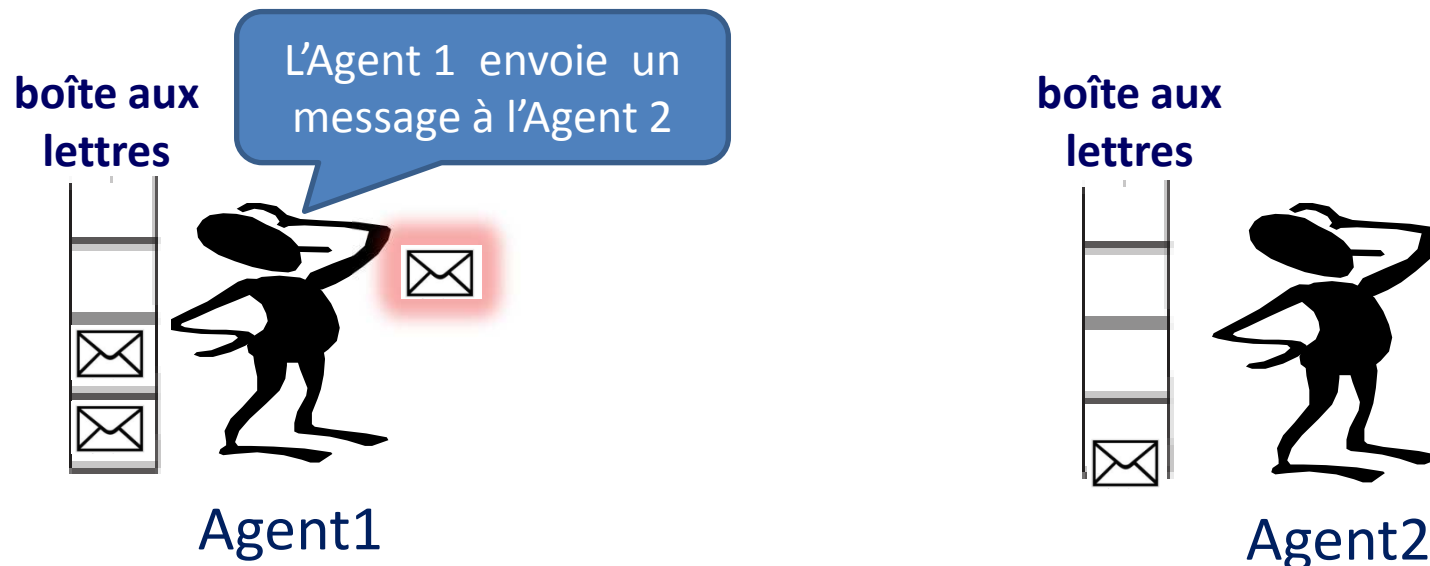 L’Agent 1 envoie un
message à l’Agent 2
boîte aux
lettres
boîte aux
lettres
Agent1
Agent2